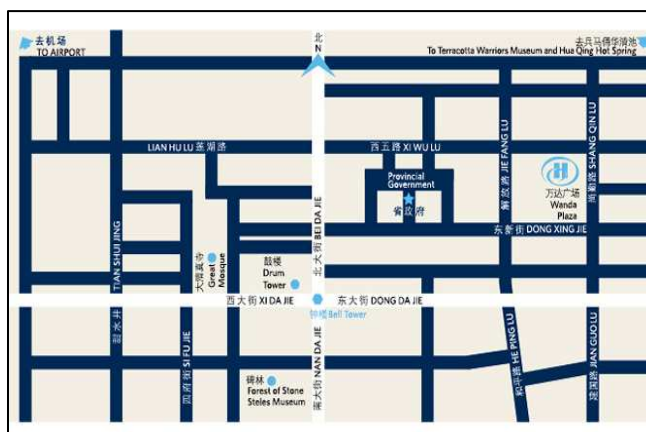 去机场
TO AIRPORT
北
N
去兵马俑华清池
To Terracotta Warriors Museum and Hua Qing Hot Spring
LIAN HU LU 莲湖路
西五路 XI WU LU
Provincial
Government
省政府
解放路 JIE FANG LU
尚勤路 SHANG QIN LU
万达广场
Wanda
Plaza
东新街 DONG XING JIE
TIAN SHUI JING
大清真寺
Great
Mosque
鼓楼
Drum
Tower
北大街 BEI DA JIE
西大街 XI DA JIE
东大街 DONG DA JIE
钟楼 Bell Tower
四府街 SI FU JIE
南大街 NAN DA JIE
和平路 HE PING LU
建国路 JIAN GUO LU
碑林
Forest of Stone
Steles Museum